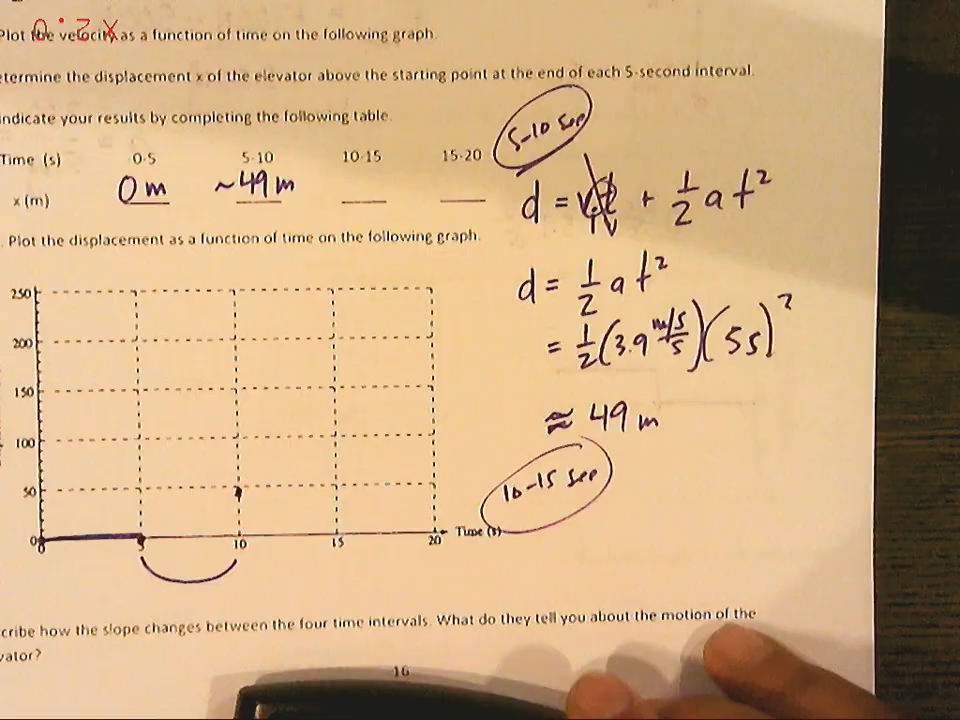 0:2X
Plot the velocity as a function of time on the following graph.
etermine the displacement x of the elevator above the starting point at the end of each 5-second interval.
indicate your results by completing the following table.
5-10 sec
Time (s) 0-5 5-10 10-15 15-20
x (m) 0 m ~49 m
d = v₀t + 1/2 a t²
. Plot the displacement as a function of time on the following graph.
d = 1/2 a t²
= 1/2 (3.9 m/s/s) (5s)²
≈ 49 m
10-15 sec
250
200
150
100
50
0
0 5 10 15 20 Time (s)
cribe how the slope changes between the four time intervals. What do they tell you about the motion of the
vator?
16